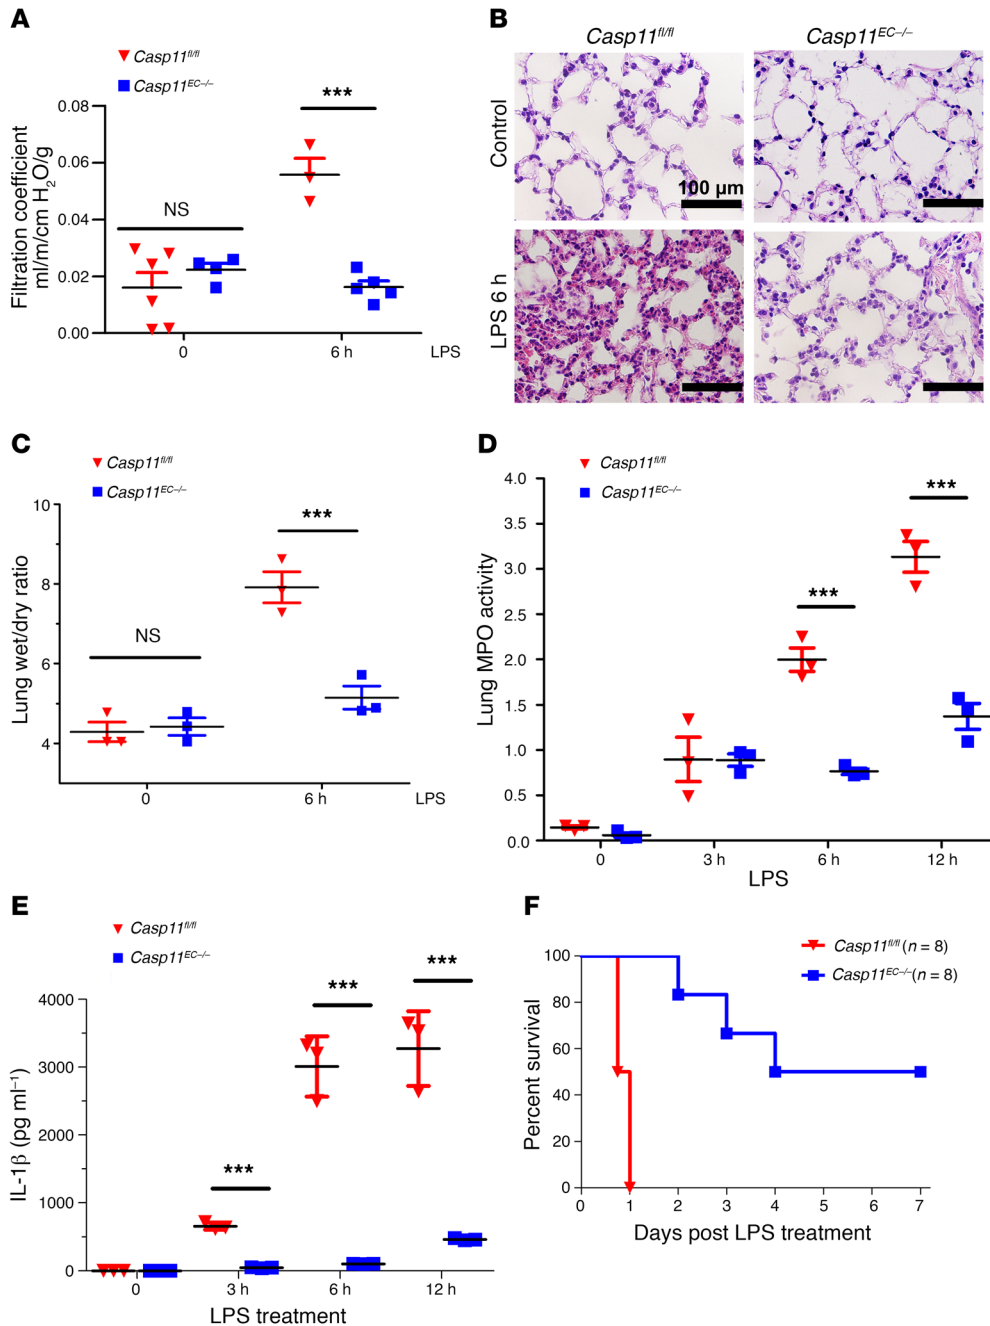 A
Casp11fl/fl
Casp11EC–/–
Filtration coefficient
ml/m/cm H2O/g
0.08
0.06
0.04
0.02
0.00
NS
***
0
6 h
LPS
B
Casp11fl/fl
Casp11EC–/–
Control
100 µm
LPS 6 h
C
Casp11fl/fl
Casp11EC–/–
Lung wet/dry ratio
10
8
6
4
NS
***
0
6 h
LPS
D
Casp11fl/fl
Casp11EC–/–
Lung MPO activity
4.0
3.5
3.0
2.5
2.0
1.5
1.0
0.5
0.0
***
***
0
3 h
6 h
12 h
LPS
E
Casp11fl/fl
Casp11EC–/–
IL-1β (pg ml–1)
4000
3000
2000
1000
0
***
***
***
0
3 h
6 h
12 h
LPS treatment
F
Casp11fl/fl (n = 8)
Casp11EC–/– (n = 8)
Percent survival
100
80
60
40
20
0
0
1
2
3
4
5
6
7
Days post LPS treatment